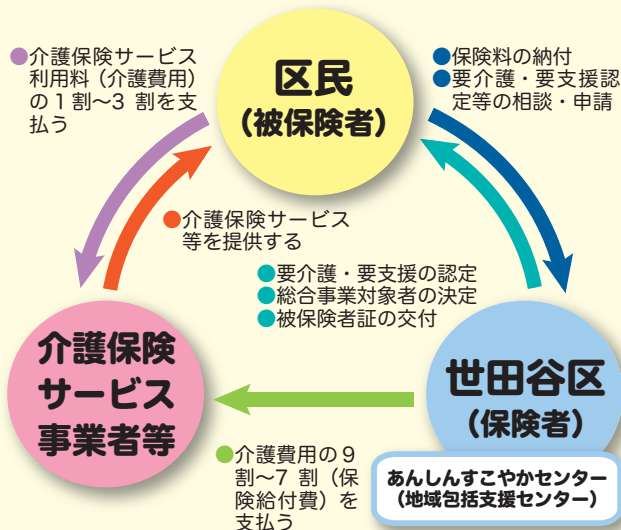 ●介護保険サービス
利用料（介護費用）
の1割～3 割を支
払う
区民
（被保険者）
●保険料の納付
●要介護・要支援認
定等の相談・申請
●介護保険サービス
等を提供する
●要介護・要支援の認定
●総合事業対象者の決定
●被保険者証の交付
介護保険
サービス
事業者等
世田谷区
（保険者）
●介護費用の９
割～7 割（保
険給付費）を
支払う
あんしんすこやかセンター
（地域包括支援センター）